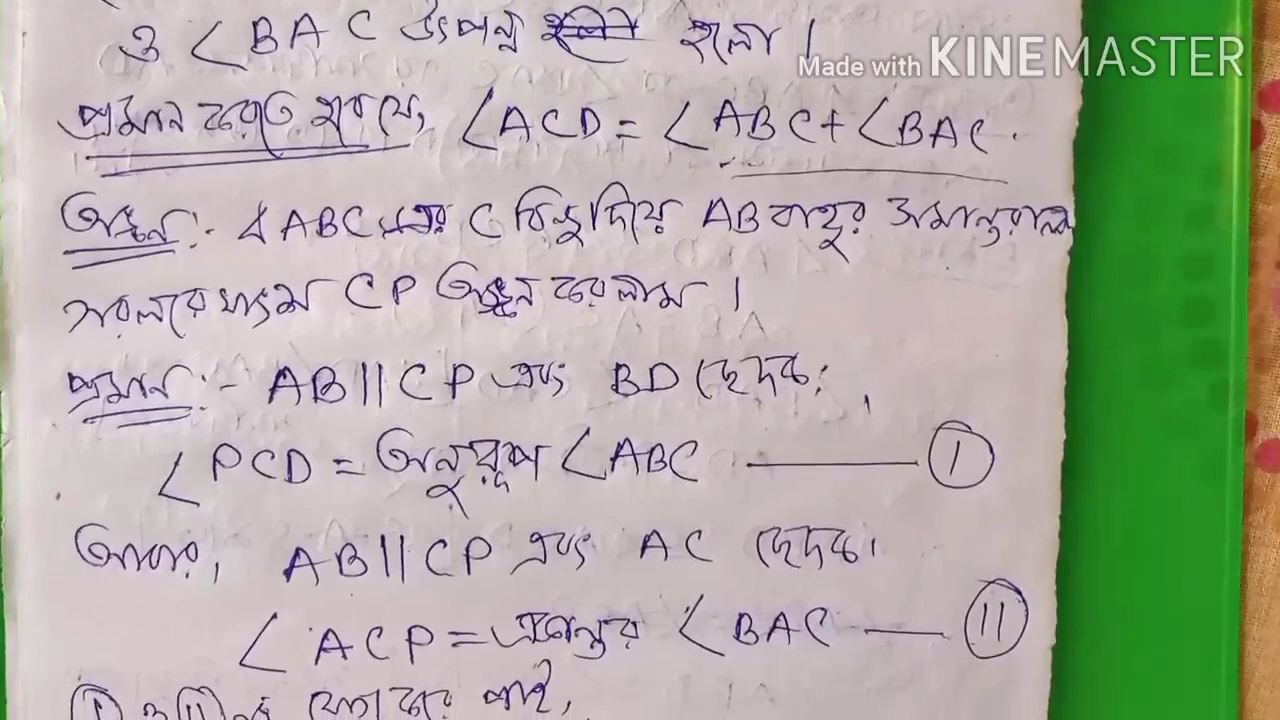 ও ∠BAC উৎপন্ন হলো।
Made with KINEMASTER
প্রমান করতে হবে যে, ∠ACD = ∠ABC + ∠BAC.
অঙ্কন:- ∆ABC এর C বিন্দু দিয়ে AB বাহুর সমান্তরাল
সরলরেখাংশ CP অঙ্কন করলাম।
প্রমান:- AB || CP এবং BD ছেদক।
∠PCD = অনুরূপ ∠ABC —— I
আবার, AB || CP এবং AC ছেদক।
∠ACP = একান্তর ∠BAC —— II
I ও II যোগ করে পাই,